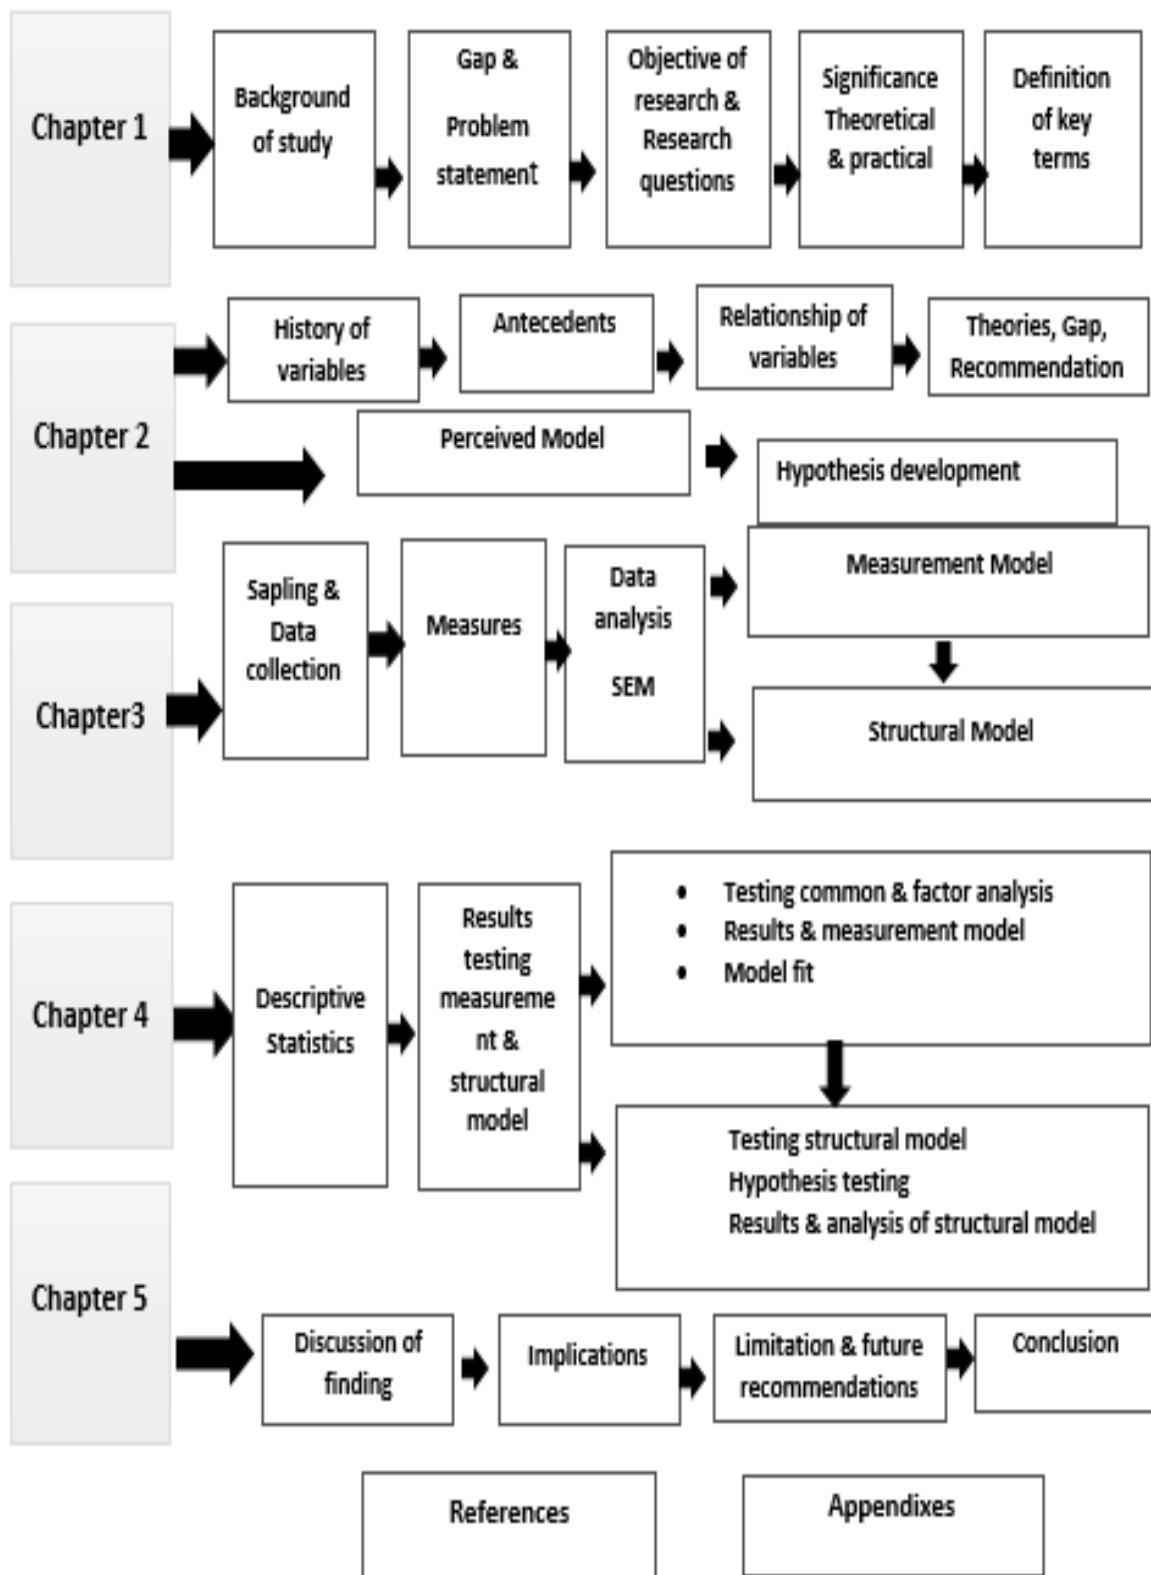 Chapter 1
Background
of study
Gap &
Problem
statement
Objective of
research &
Research
questions
Significance
Theoretical
& practical
Definition
of key
terms
Chapter 2
History of
variables
Antecedents
Relationship of
variables
Theories, Gap,
Recommendation
Perceived Model
Hypothesis development
Chapter3
Sapling &
Data
collection
Measures
Data
analysis
SEM
Measurement Model
Structural Model
Chapter 4
Descriptive
Statistics
Results
testing
measureme
nt &
structural
model
• Testing common & factor analysis
• Results & measurement model
• Model fit
Testing structural model
Hypothesis testing
Results & analysis of structural model
Chapter 5
Discussion of
finding
Implications
Limitation & future
recommendations
Conclusion
References
Appendixes